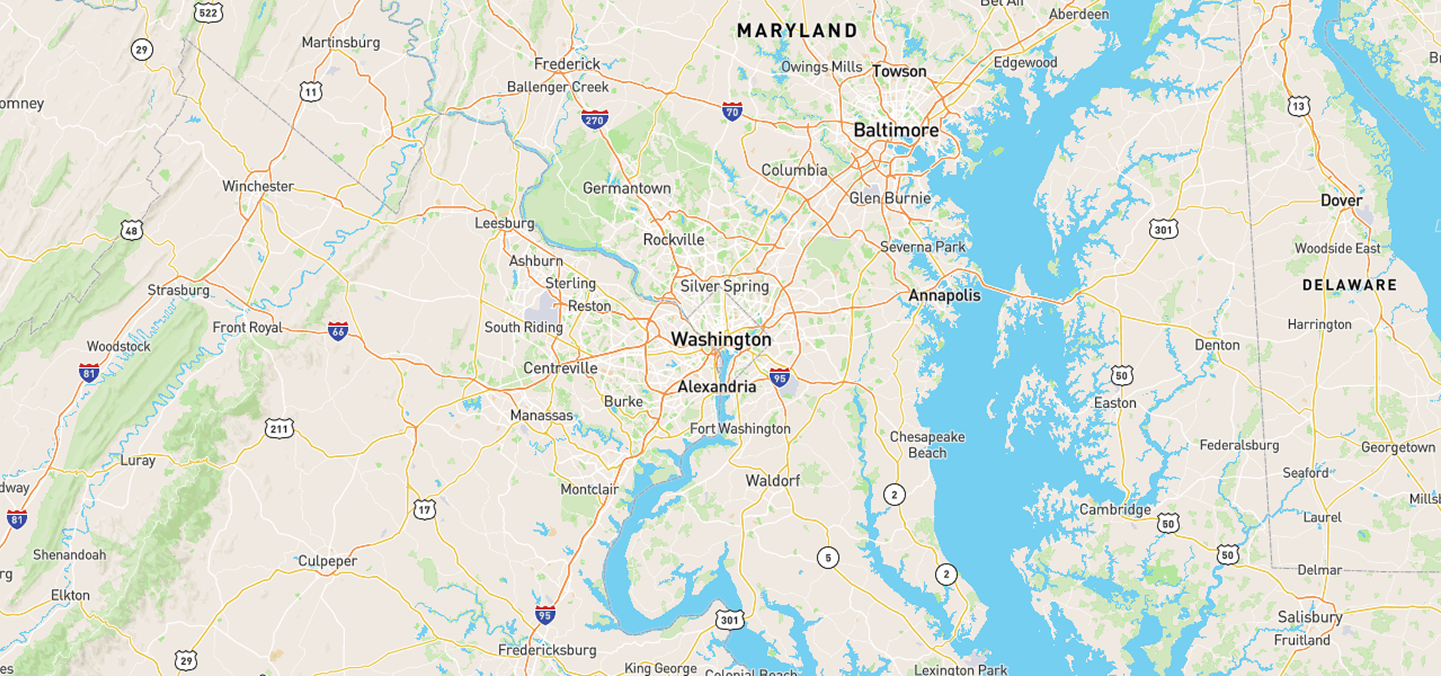 522
Bel Air
Aberdeen
MARYLAND
29
Martinsburg
Frederick
Owings Mills
Towson
Edgewood
Ballenger Creek
11
omney
270
70
13
Baltimore
Columbia
Winchester
Germantown
Glen Burnie
Dover
Leesburg
48
301
Rockville
Severna Park
Woodside East
Ashburn
Sterling
Silver Spring
DELAWARE
Strasburg
Reston
Annapolis
Front Royal
66
South Riding
Washington
Harrington
Woodstock
Denton
81
Centreville
95
50
Alexandria
Burke
Easton
Manassas
211
Fort Washington
Chesapeake
Beach
Federalsburg
Georgetown
Luray
Seaford
Waldorf
dway
Montclair
2
Millsb
17
Cambridge
50
Laurel
81
Shenandoah
Culpeper
5
50
rg
2
Delmar
Elkton
95
301
Salisbury
Fruitland
Fredericksburg
29
King George
Colonial Beach
Lexington Park
es